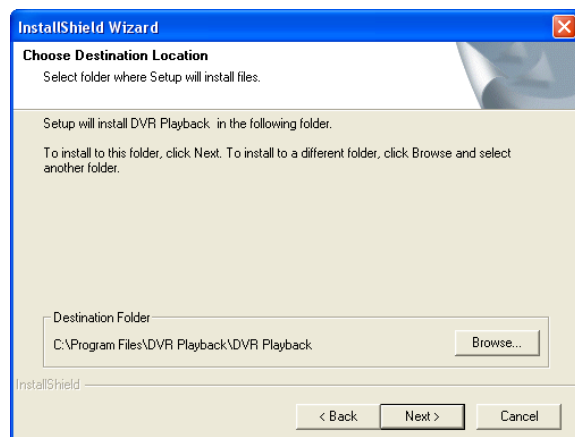 InstallShield Wizard
Choose Destination Location
Select folder where Setup will install files.
Setup will install DVR Playback in the following folder.
To install to this folder, click Next. To install to a different folder, click Browse and select
another folder.
Destination Folder
C:\Program Files\DVR Playback\DVR Playback
Browse...
InstallShield
< Back
Next >
Cancel